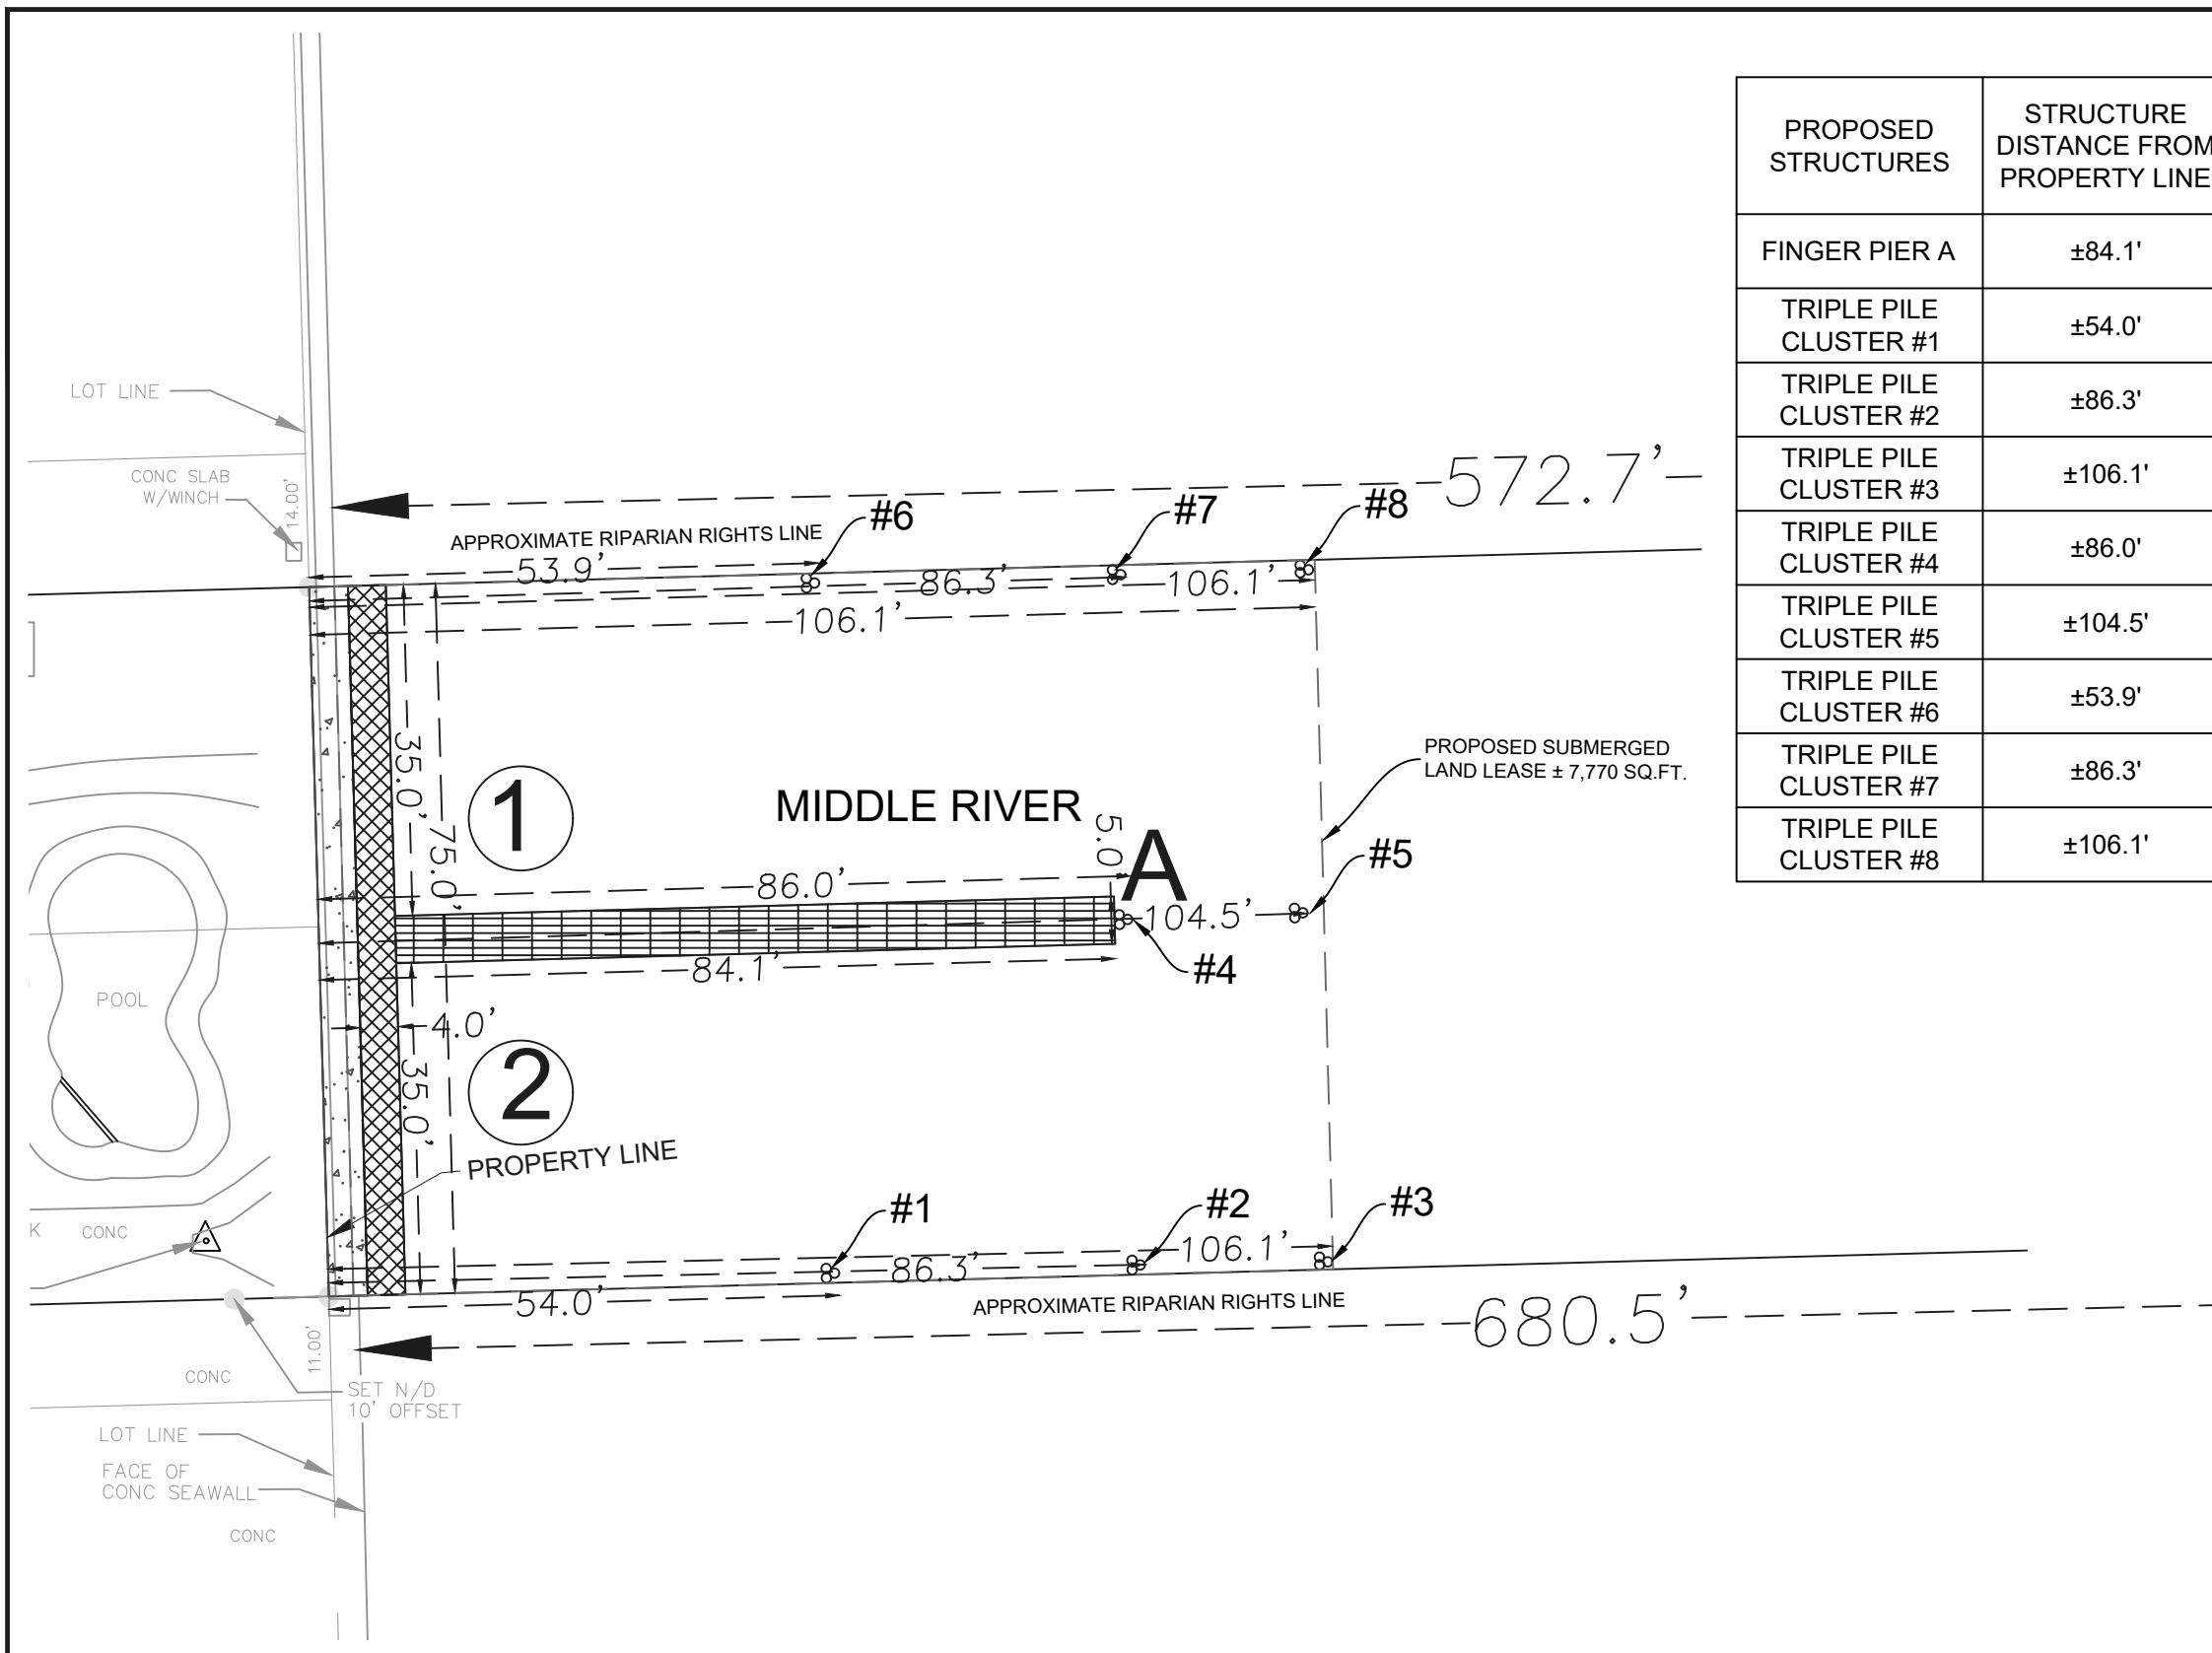 PROPOSED
STRUCTURES
STRUCTURE
DISTANCE FROM
PROPERTY LINE
FINGER PIER A
±84.1'
TRIPLE PILE
CLUSTER #1
±54.0'
TRIPLE PILE
CLUSTER #2
±86.3'
TRIPLE PILE
CLUSTER #3
±106.1'
TRIPLE PILE
CLUSTER #4
±86.0'
TRIPLE PILE
CLUSTER #5
±104.5'
TRIPLE PILE
CLUSTER #6
±53.9'
TRIPLE PILE
CLUSTER #7
±86.3'
TRIPLE PILE
CLUSTER #8
±106.1'
LOT LINE
CONC SLAB
W/WINCH
14.00'
572.7'
#6
#7
#8
APPROXIMATE RIPARIAN RIGHTS LINE
53.9'
86.3'
106.1'
106.1'
35.0'
75.0'
1
MIDDLE RIVER
5.0'
A
PROPOSED SUBMERGED
LAND LEASE ± 7,770 SQ.FT.
#5
86.0'
104.5'
84.1'
#4
POOL
4.0'
2
35.0'
PROPERTY LINE
#1
#2
#3
K
CONC
106.1'
86.3'
54.0'
APPROXIMATE RIPARIAN RIGHTS LINE
680.5'
11.00'
CONC
SET N/D
10' OFFSET
LOT LINE
FACE OF
CONC SEAWALL
CONC